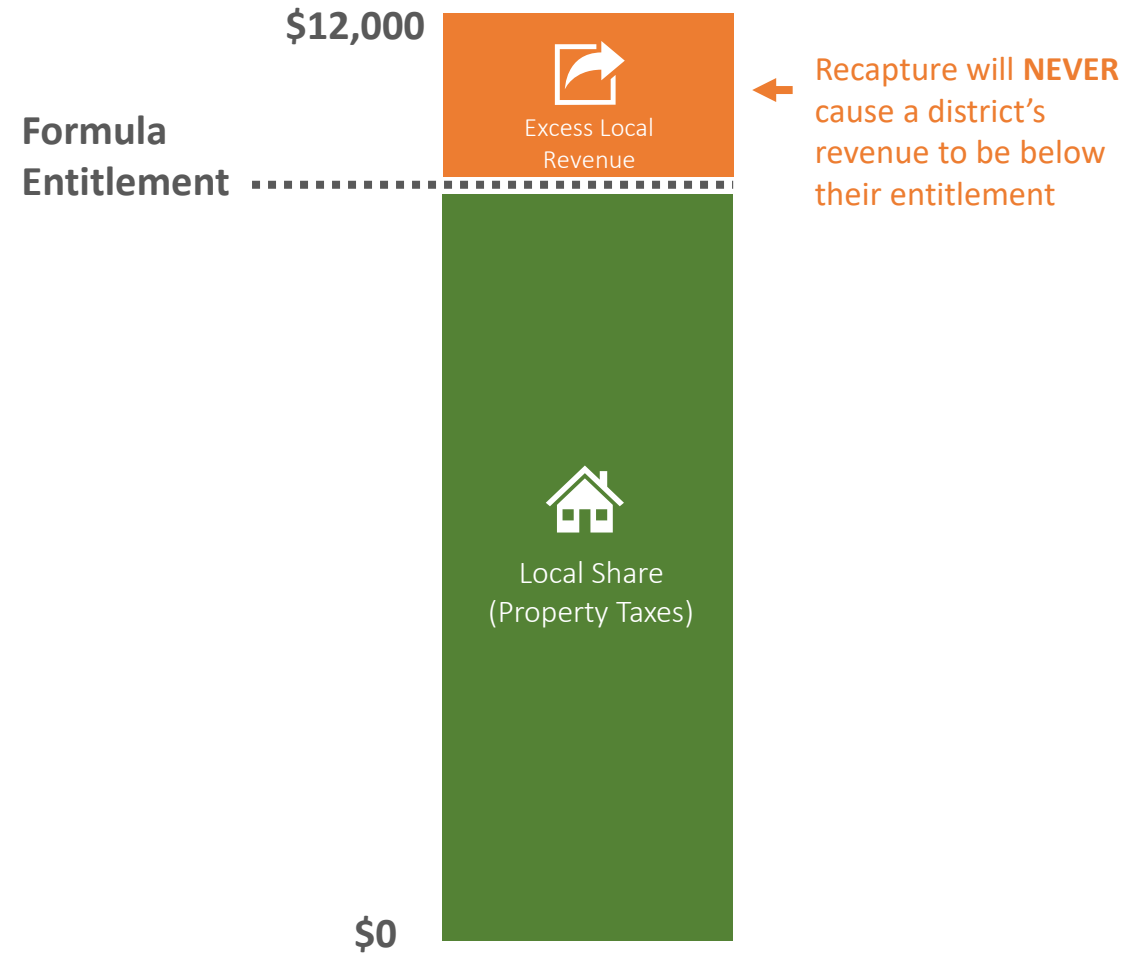 $12,000
Excess Local
Revenue
Recapture will NEVER
cause a district’s
revenue to be below
their entitlement
Formula
Entitlement
Local Share
(Property Taxes)
$0